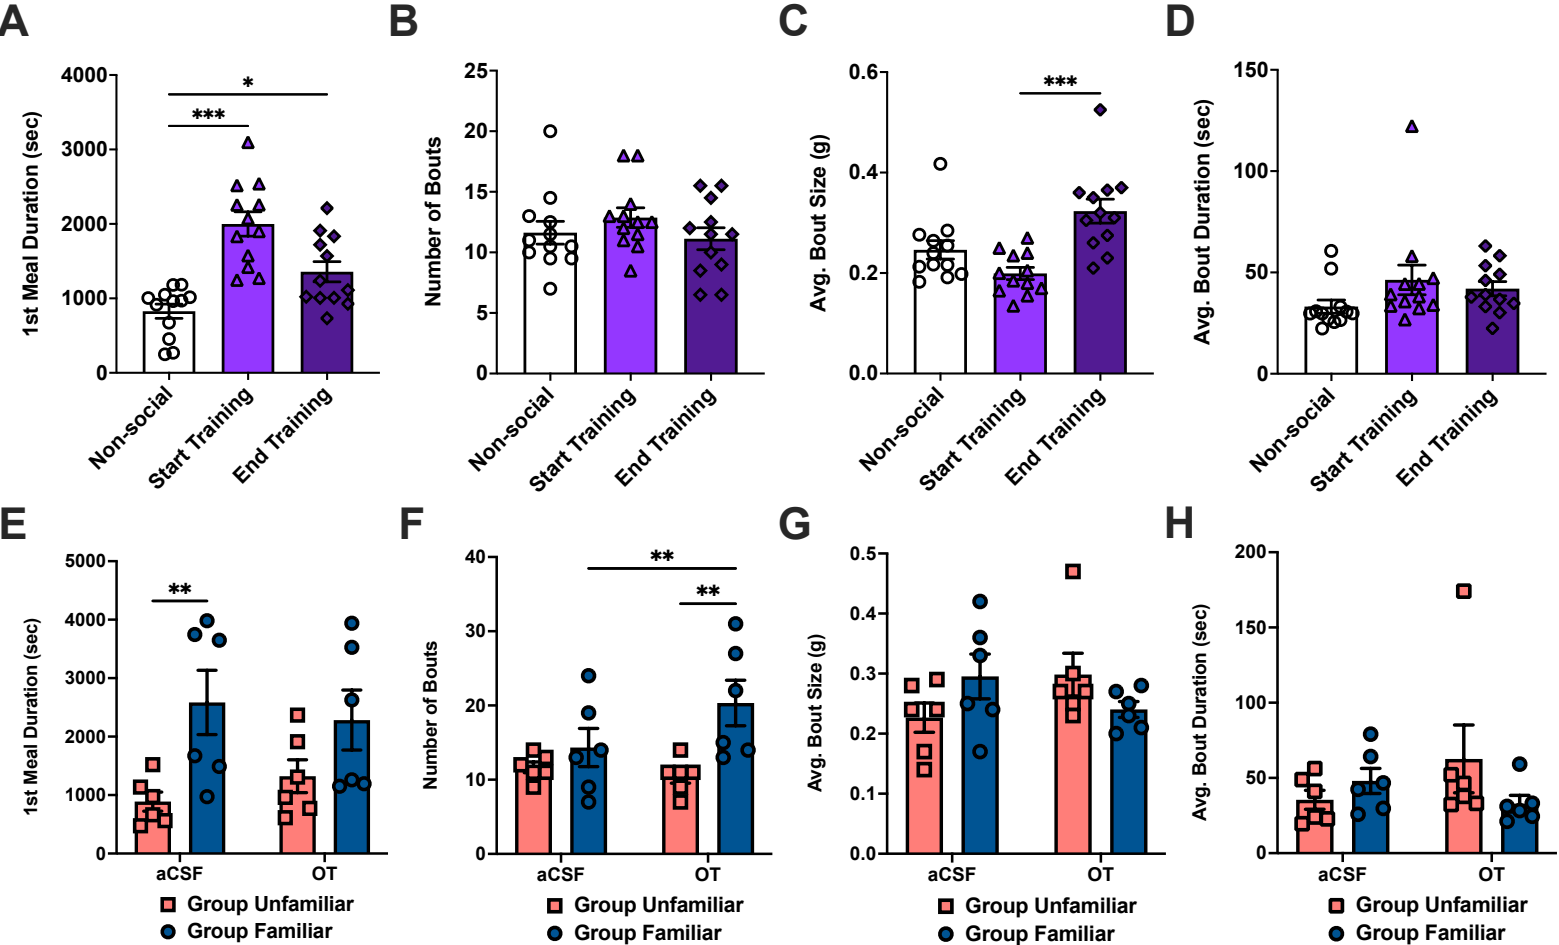 A
1st Meal Duration (sec)
4000
3000
2000
1000
0
*
***
Non-social
Start Training
End Training
B
Number of Bouts
25
20
15
10
5
0
Non-social
Start Training
End Training
C
Avg. Bout Size (g)
0.6
0.4
0.2
0.0
***
Non-social
Start Training
End Training
D
Avg. Bout Duration (sec)
150
100
50
0
Non-social
Start Training
End Training
E
1st Meal Duration (sec)
5000
4000
3000
2000
1000
0
**
aCSF OT
Group Unfamiliar
Group Familiar
F
Number of Bouts
40
30
20
10
0
**
**
aCSF OT
Group Unfamiliar
Group Familiar
G
Avg. Bout Size (g)
0.5
0.4
0.3
0.2
0.1
0.0
aCSF OT
Group Unfamiliar
Group Familiar
H
Avg. Bout Duration (sec)
200
150
100
50
0
aCSF OT
Group Unfamiliar
Group Familiar